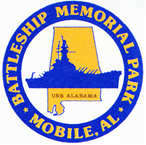 BATTLESHIP MEMORIAL PARK
USS ALABAMA
• MOBILE, AL •